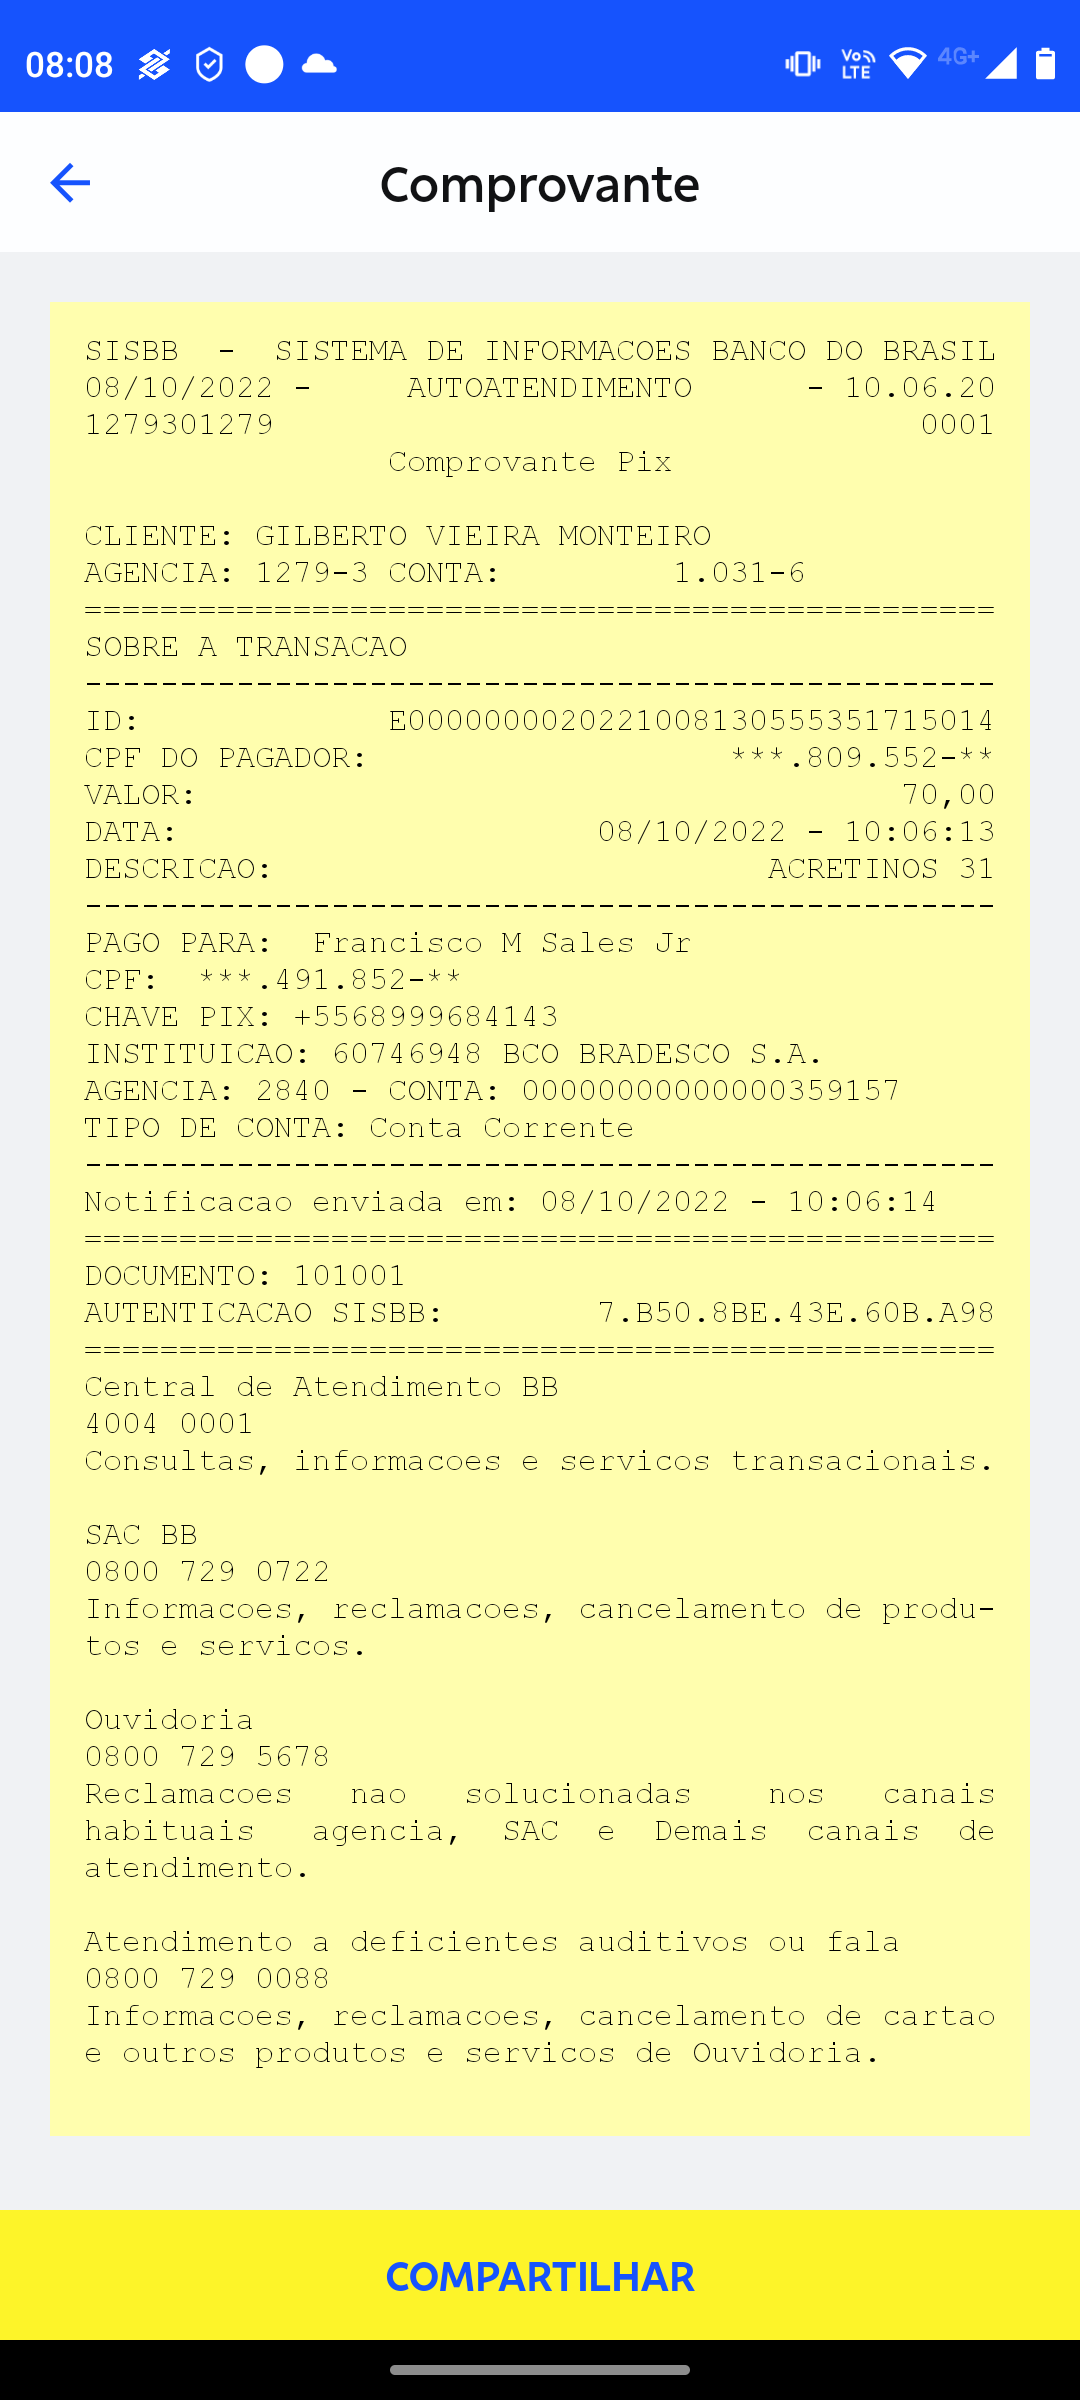 08:08
VoLTE
4G+
Comprovante
SISBB - SISTEMA DE INFORMACOES BANCO DO BRASIL
08/10/2022 - AUTOATENDIMENTO - 10.06.20
1279301279 0001
Comprovante Pix
CLIENTE: GILBERTO VIEIRA MONTEIRO
AGENCIA: 1279-3 CONTA: 1.031-6
================================================
SOBRE A TRANSACAO
------------------------------------------------
ID: E00000000202210081305553517150​14
CPF DO PAGADOR: ***.809.552-**
VALOR: 70,00
DATA: 08/10/2022 - 10:06:13
DESCRICAO: ACRETINOS 31
------------------------------------------------
PAGO PARA: Francisco M Sales Jr
CPF: ***.491.852-**
CHAVE PIX: +5568999684143
INSTITUICAO: 60746948 BCO BRADESCO S.A.
AGENCIA: 2840 - CONTA: 00000000000000359157
TIPO DE CONTA: Conta Corrente
------------------------------------------------
Notificacao enviada em: 08/10/2022 - 10:06:14
================================================
DOCUMENTO: 101001
AUTENTICACAO SISBB: 7.B50.8BE.43E.60B.A98
================================================
Central de Atendimento BB
4004 0001
Consultas, informacoes e servicos transacionais.
SAC BB
0800 729 0722
Informacoes, reclamacoes, cancelamento de produ-
tos e servicos.
Ouvidoria
0800 729 5678
Reclamacoes nao solucionadas nos canais
habituais agencia, SAC e Demais canais de
atendimento.
Atendimento a deficientes auditivos ou fala
0800 729 0088
Informacoes, reclamacoes, cancelamento de cartao
e outros produtos e servicos de Ouvidoria.
COMPARTILHAR